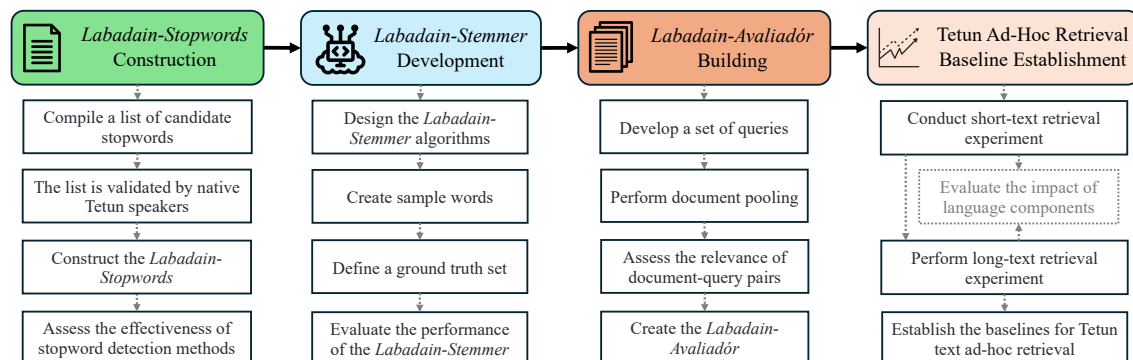 Labadain-Stopwords
Construction
Compile a list of candidate
stopwords
The list is validated by native
Tetun speakers
Construct the Labadain-
Stopwords
Assess the effectiveness of
stopword detection methods
Labadain-Stemmer
Development
Design the Labadain-
Stemmer algorithms
Create sample words
Define a ground truth set
Evaluate the performance
of the Labadain-Stemmer
Labadain-Avaliadór
Building
Develop a set of queries
Perform document pooling
Assess the relevance of
document-query pairs
Create the Labadain-
Avaliadór
Tetun Ad-Hoc Retrieval
Baseline Establishment
Conduct short-text retrieval
experiment
Evaluate the impact of
language components
Perform long-text retrieval
experiment
Establish the baselines for Tetun
text ad-hoc retrieval